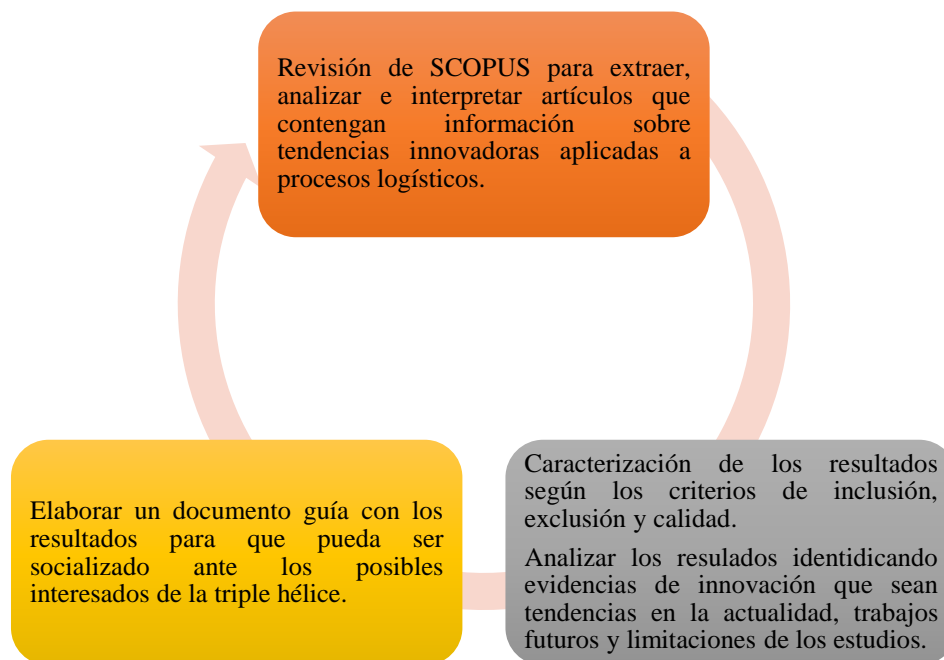 Revisión de SCOPUS para extraer,
analizar e interpretar artículos que
contengan información sobre
tendencias innovadoras aplicadas a
procesos logísticos.
Caracterización de los resultados
según los criterios de inclusión,
exclusión y calidad.
Analizar los resulados identidicando
evidencias de innovación que sean
tendencias en la actualidad, trabajos
futuros y limitaciones de los estudios.
Elaborar un documento guía con los
resultados para que pueda ser
socializado ante los posibles
interesados de la triple hélice.